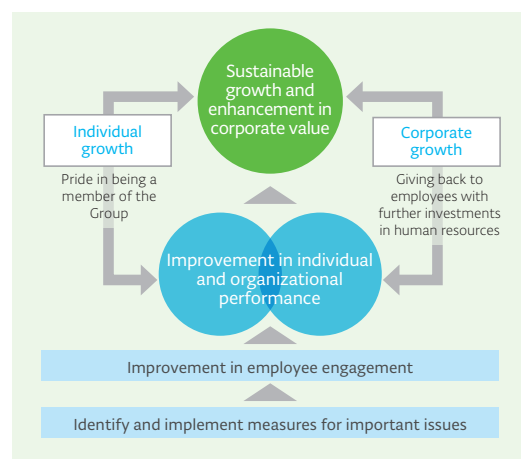 Sustainable
growth and
enhancement in
corporate value
Individual
growth
Pride in being a
member of the
Group
Corporate
growth
Giving back to
employees with
further investments
in human resources
Improvement in individual
and organizational
performance
Improvement in employee engagement
Identify and implement measures for important issues